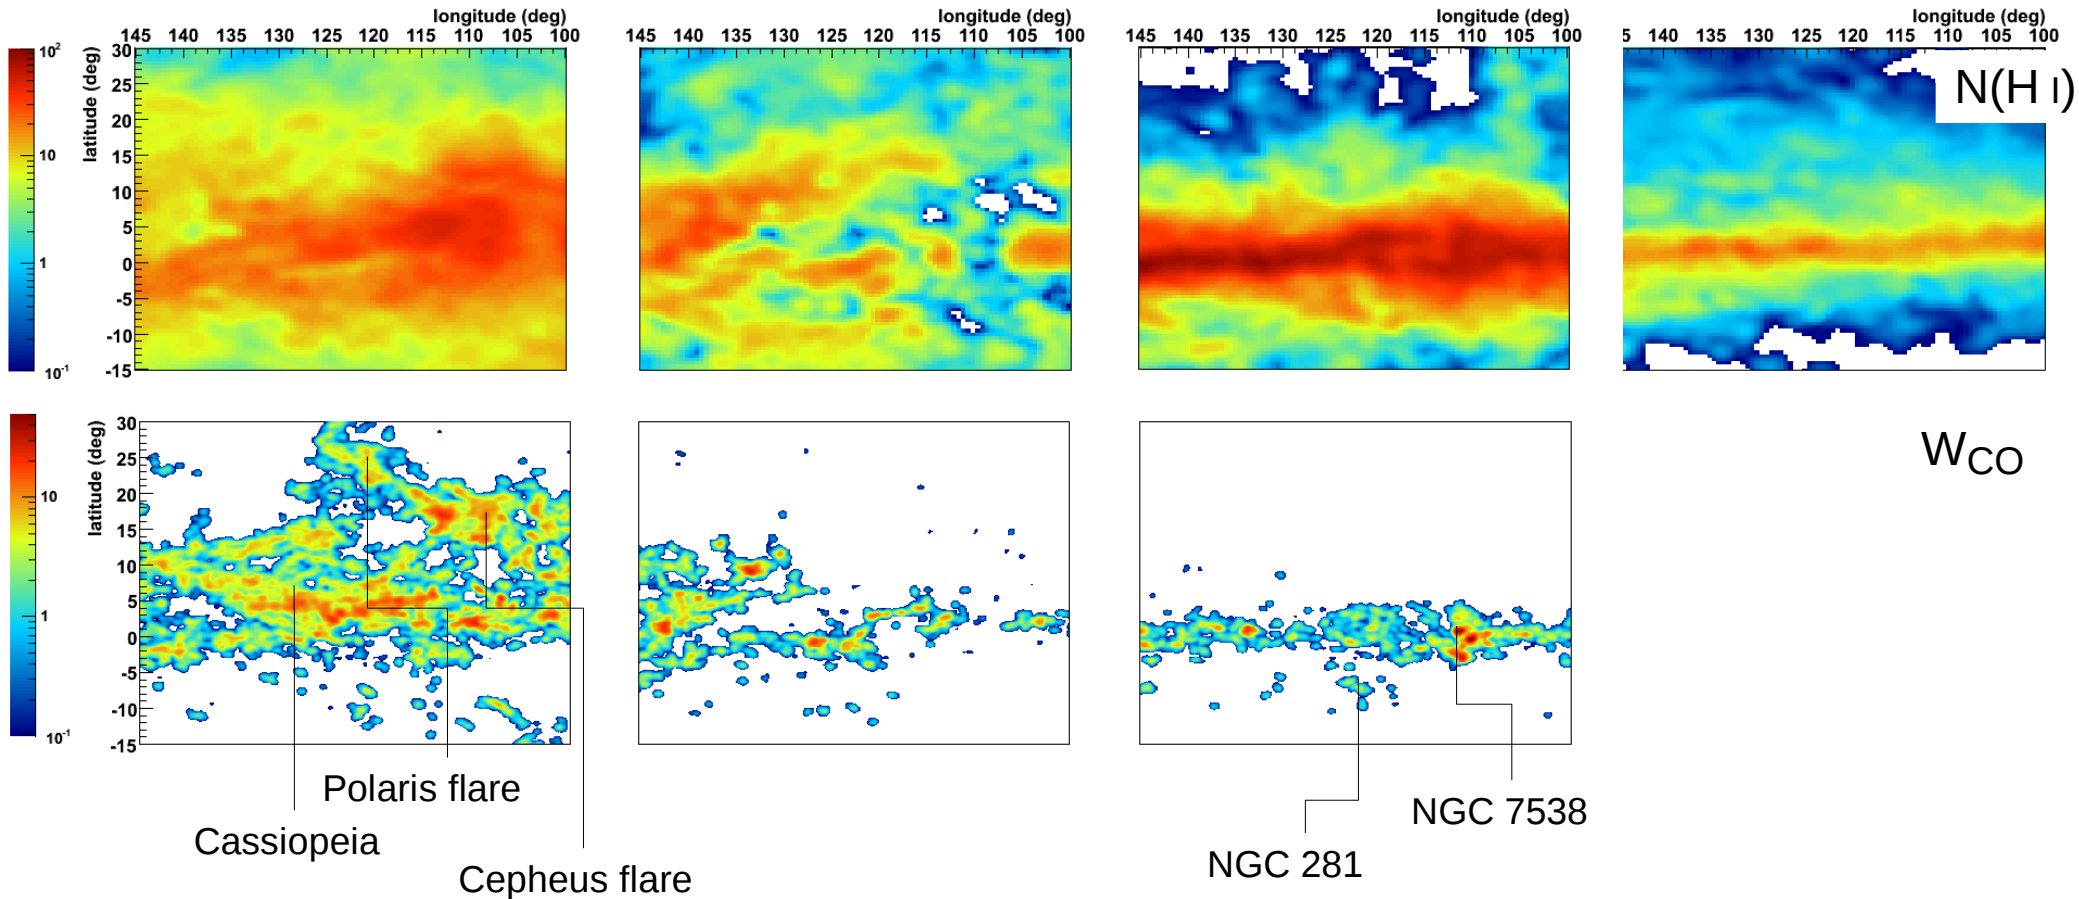 longitude (deg) longitude (deg) longitude (deg) longitude (deg)
145 140 135 130 125 120 115 110 105 100 145 140 135 130 125 120 115 110 105 100 145 140 135 130 125 120 115 110 105 100 5 140 135 130 125 120 115 110 105 100
latitude (deg)
30
25
20
15
10
5
0
-5
-10
-15
10²
10
1
10⁻¹
N(H I)
latitude (deg)
30
25
20
15
10
5
0
-5
-10
-15
10
1
10⁻¹
W_CO
Polaris flare
Cassiopeia
Cepheus flare
NGC 7538
NGC 281